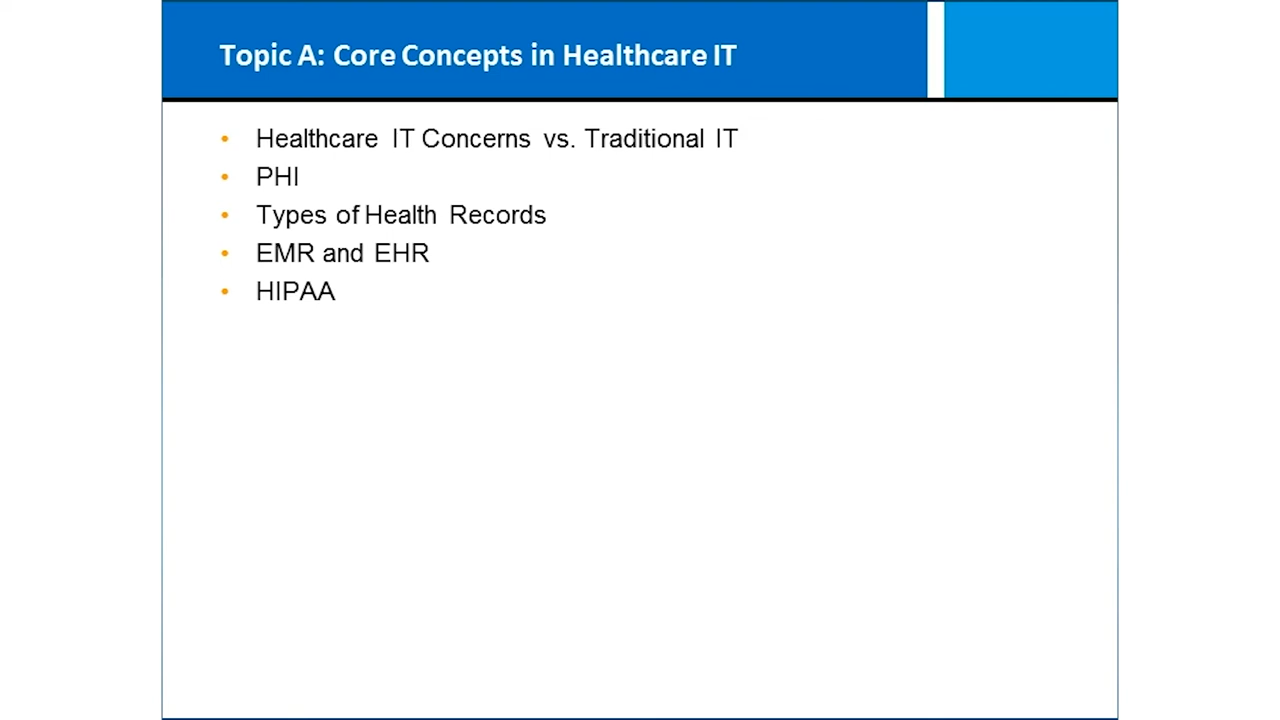 Topic A: Core Concepts in Healthcare IT
• Healthcare IT Concerns vs. Traditional IT
• PHI
• Types of Health Records
• EMR and EHR
• HIPAA